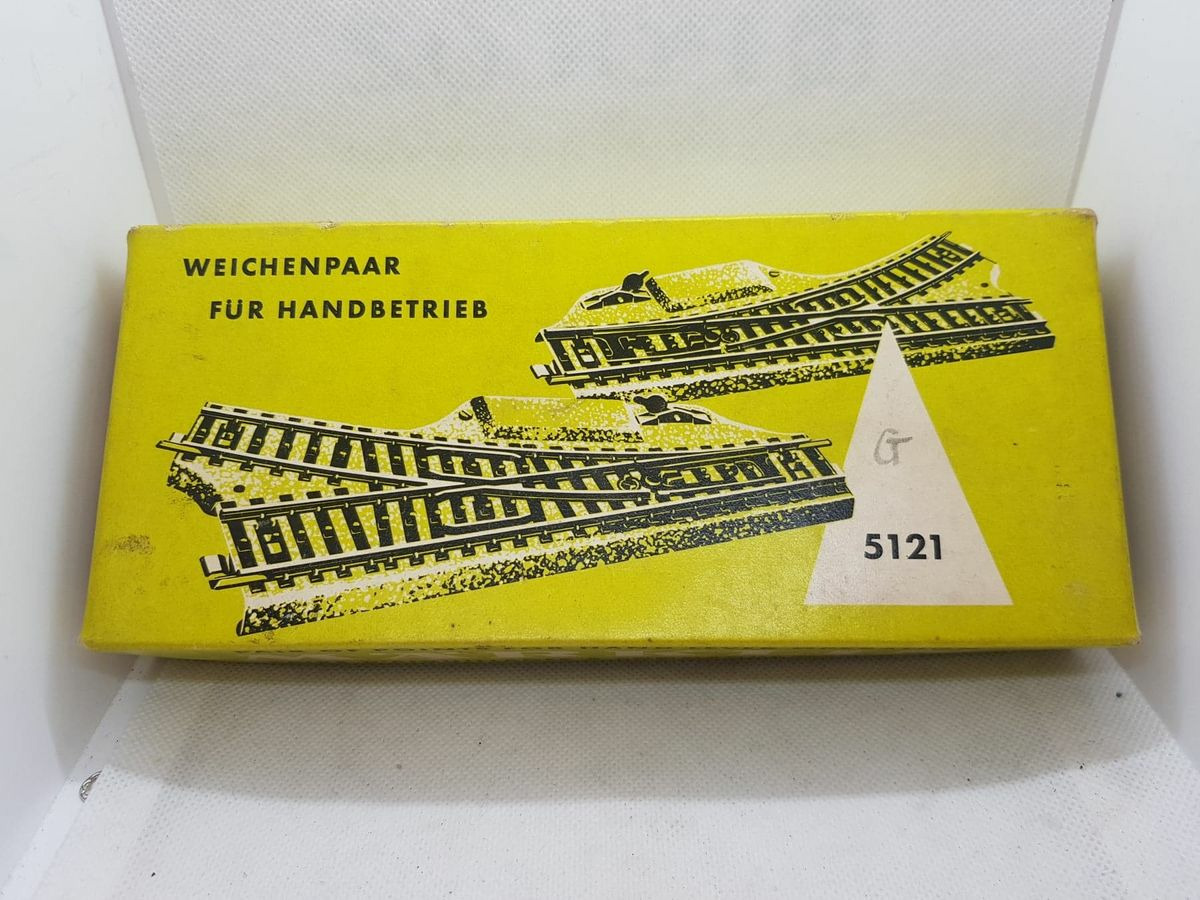 WEICHENPAAR
FÜR HANDBETRIEB
G
5121